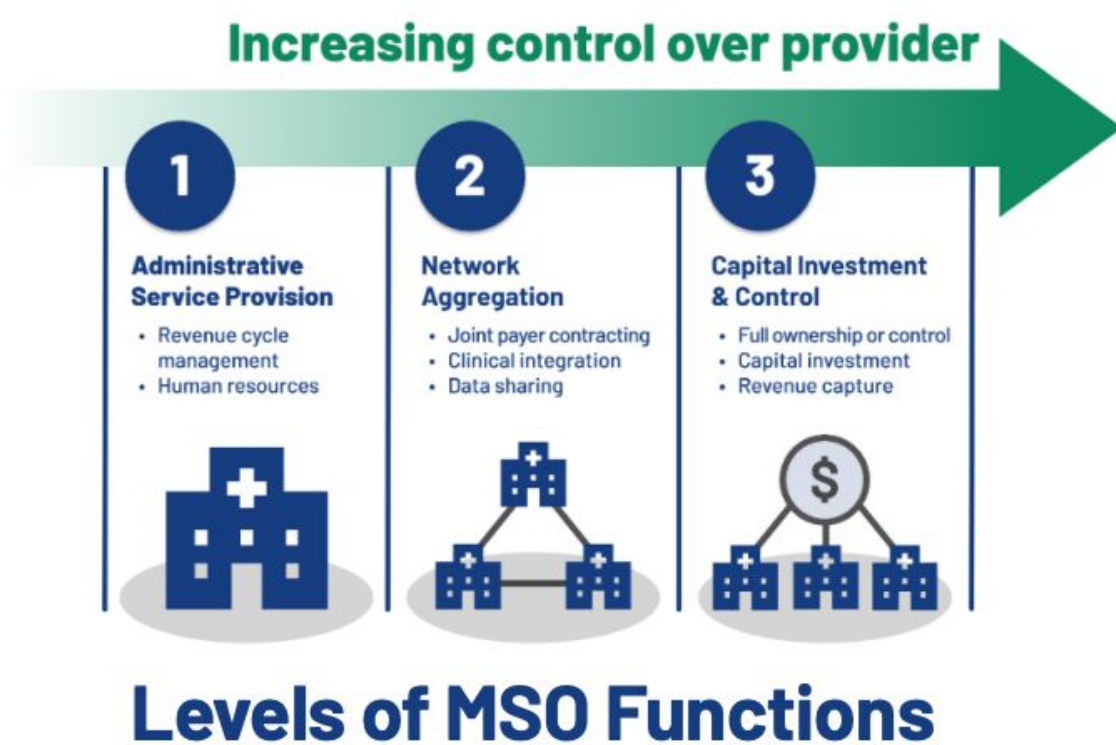 Increasing control over provider
1
Administrative
Service Provision
• Revenue cycle
management
• Human resources
2
Network
Aggregation
• Joint payer contracting
• Clinical integration
• Data sharing
3
Capital Investment
& Control
• Full ownership or control
• Capital investment
• Revenue capture
$
Levels of MSO Functions